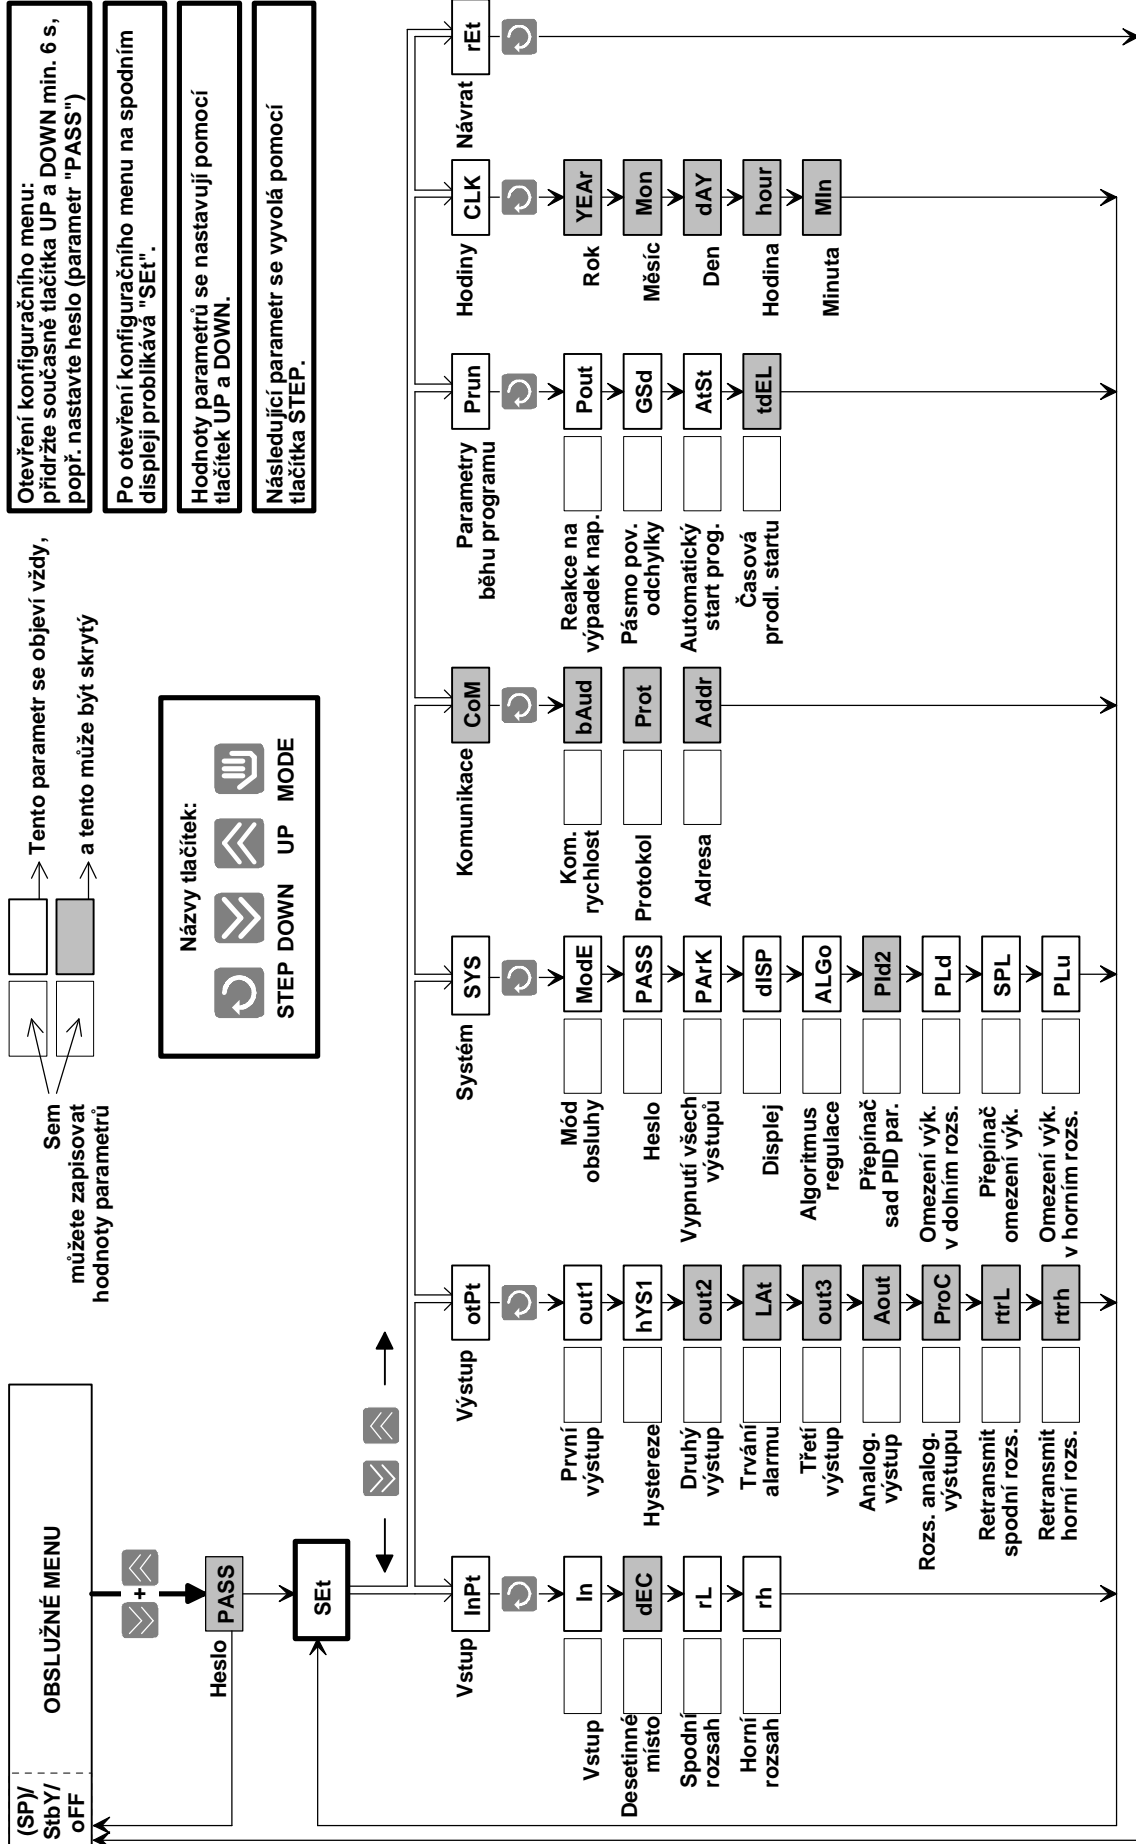 (SP)/
StbY/
oFF
OBSLUŽNÉ MENU
Sem
můžete zapisovat
hodnoty parametrů
Tento parametr se objeví vždy,
a tento může být skrytý
Otevření konfiguračního menu:
přidržte současně tlačítka UP a DOWN min. 6 s,
popř. nastavte heslo (parametr "PASS")
Po otevření konfiguračního menu na spodním
displeji problikává "SEt".
Hodnoty parametrů se nastavují pomocí
tlačítek UP a DOWN.
Následující parametr se vyvolá pomocí
tlačítka STEP.
Názvy tlačítek:
STEP DOWN UP MODE
+
Heslo
PASS
SEt
Vstup
InPt
Vstup
In
Desetinné
místo
dEC
Spodní
rozsah
rL
Horní
rozsah
rh
Výstup
otPt
První
výstup
out1
Hystereze
hYS1
Druhý
výstup
out2
Trvání
alarmu
LAt
Třetí
výstup
out3
Analog.
výstup
Aout
Rozs. analog.
výstupu
ProC
Retransmit
spodní rozs.
rtrL
Retransmit
horní rozs.
rtrh
Systém
SYS
Mód
obsluhy
ModE
Heslo
PASS
Vypnutí všech
výstupů
PArK
Displej
dISP
Algoritmus
regulace
ALGo
Přepínač
sad PID par.
PId2
Omezení výk.
v dolním rozs.
PLd
Přepínač
omezení výk.
SPL
Omezení výk.
v horním rozs.
PLu
Komunikace
CoM
Kom.
rychlost
bAud
Protokol
Prot
Adresa
Addr
Parametry
běhu programu
Prun
Reakce na
výpadek nap.
Pout
Pásmo pov.
odchylky
GSd
Automatický
start prog.
AtSt
Časová
prodl. startu
tdEL
Hodiny
CLK
Rok
YEAr
Měsíc
Mon
Den
dAY
Hodina
hour
Minuta
MIn
Návrat
rEt